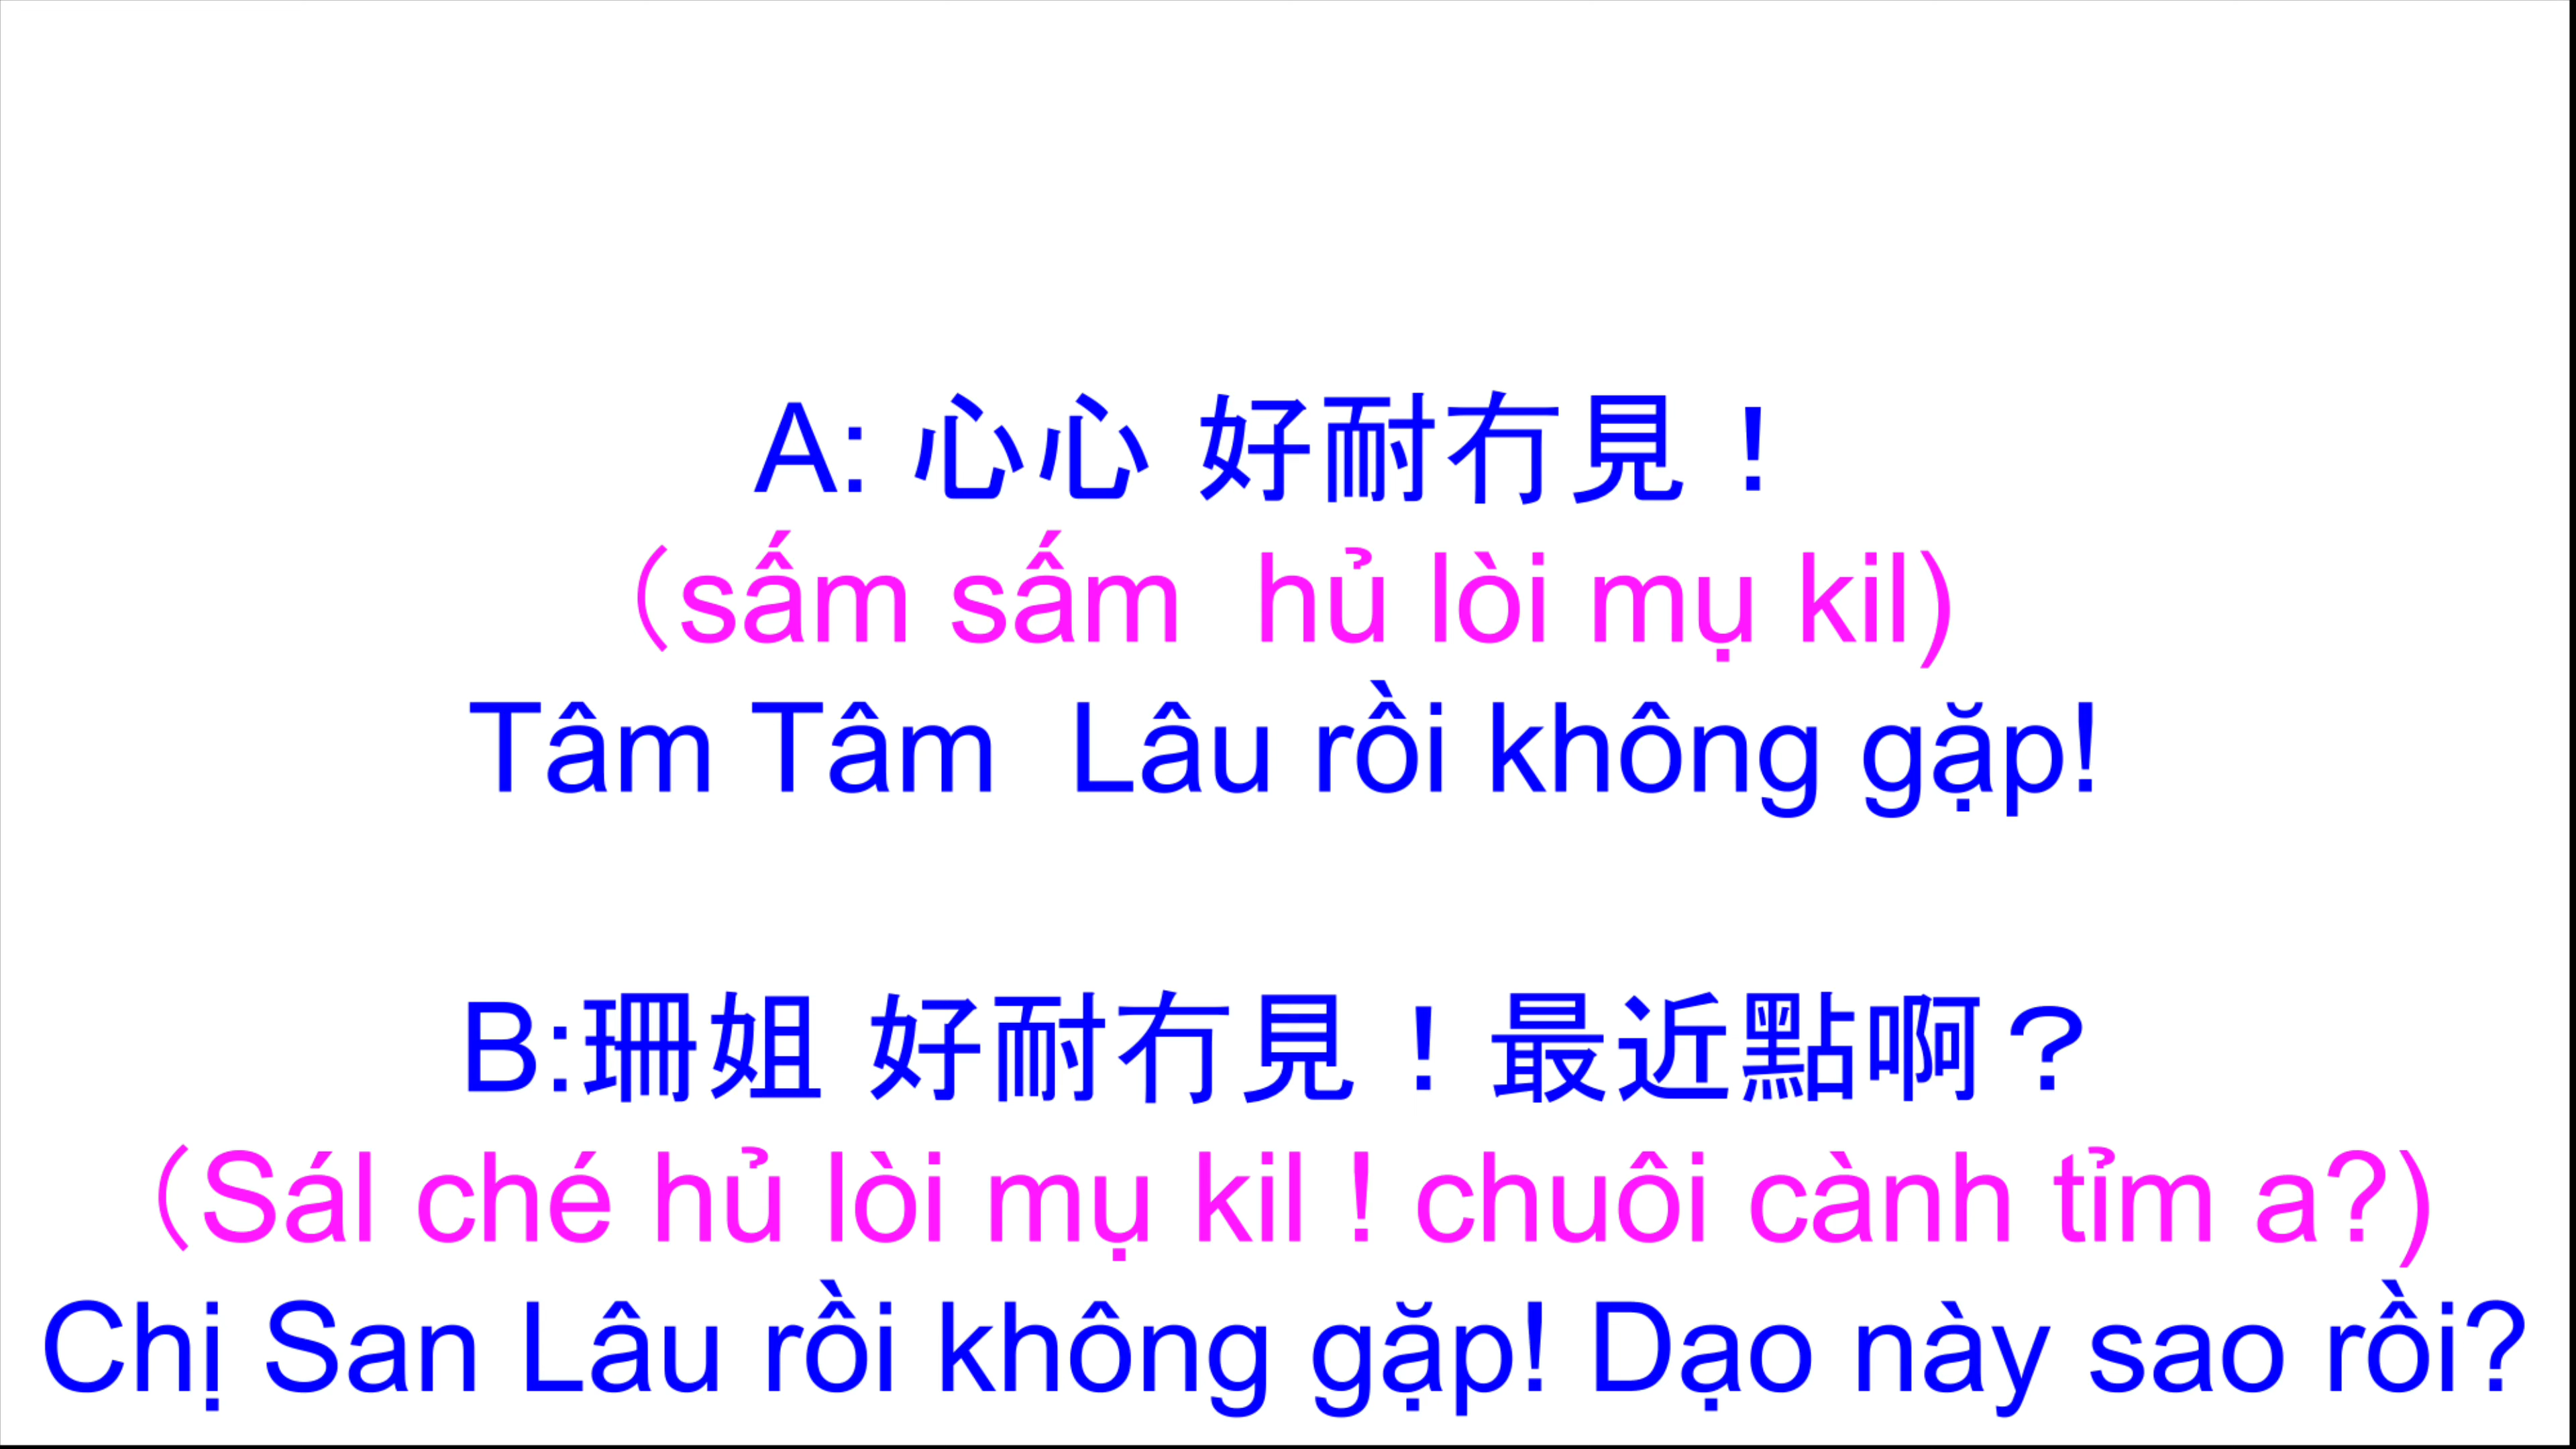 A: 心心 好耐冇見！
（sấm sấm  hủ lòi mụ kil)
Tâm Tâm  Lâu rồi không gặp!
B:珊姐 好耐冇見！最近點啊？
（Sál ché hủ lòi mụ kil ! chuôi cành tỉm a?)
Chị San Lâu rồi không gặp! Dạo này sao rồi?